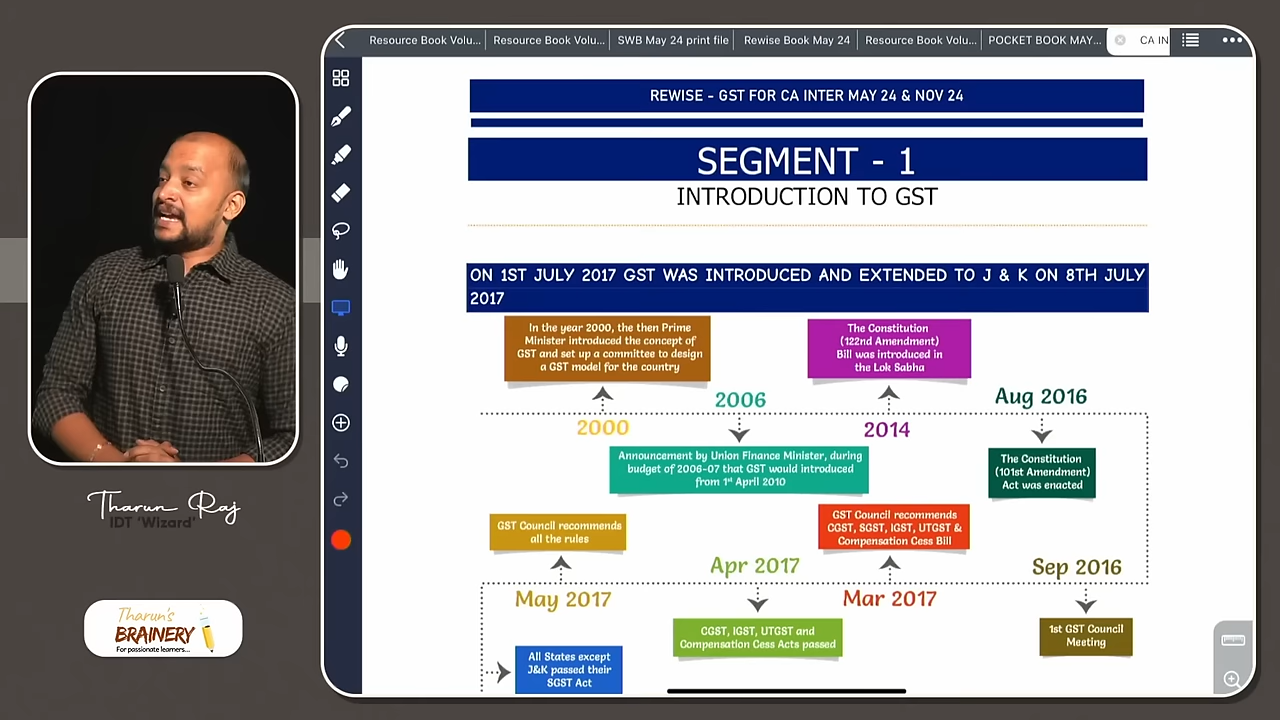 Resource Book Volu...
Resource Book Volu...
SWB May 24 print file
Rewise Book May 24
Resource Book Volu...
POCKET BOOK MAY...
CA IN
REWISE - GST FOR CA INTER MAY 24 & NOV 24
SEGMENT - 1
INTRODUCTION TO GST
ON 1ST JULY 2017 GST WAS INTRODUCED AND EXTENDED TO J & K ON 8TH JULY
2017
In the year 2000, the then Prime
Minister introduced the concept of
GST and set up a committee to design
a GST model for the country
2000
2006
Announcement by Union Finance Minister, during
budget of 2006-07 that GST would introduced
from 1st April 2010
The Constitution
(122nd Amendment)
Bill was introduced in
the Lok Sabha
2014
Aug 2016
The Constitution
(101st Amendment)
Act was enacted
Sep 2016
1st GST Council
Meeting
GST Council recommends
CGST, SGST, IGST, UTGST &
Compensation Cess Bill
Mar 2017
Apr 2017
CGST, IGST, UTGST and
Compensation Cess Acts passed
GST Council recommends
all the rules
May 2017
All States except
J&K passed their
SGST Act
Tharun Raj
IDT 'Wizard'
Tharun's
BRAINERY
For passionate learners...